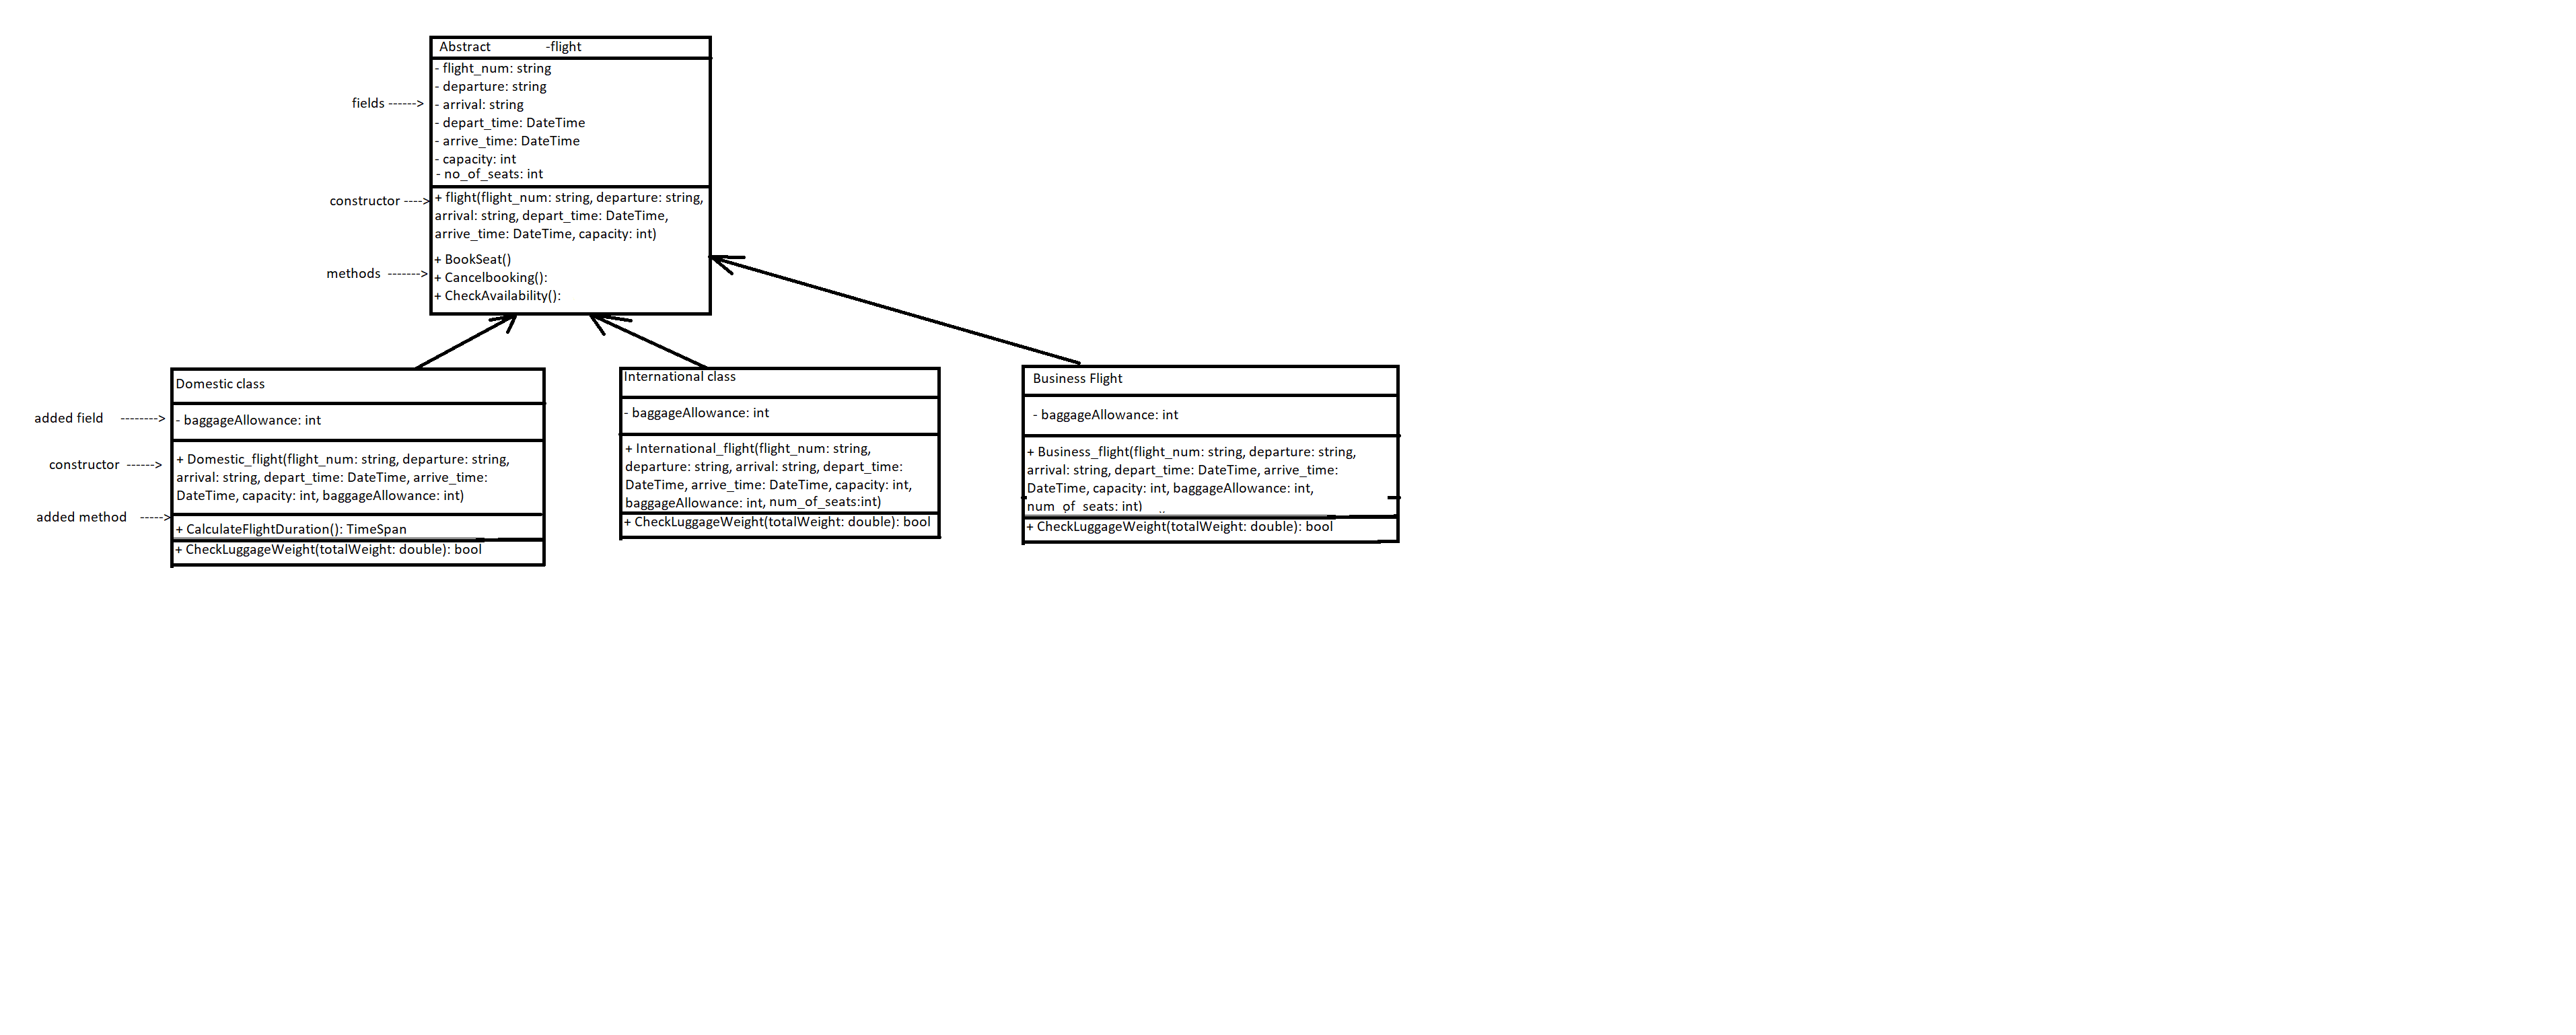 Abstract -flight
- flight_num: string
- departure: string
fields ------>
- arrival: string
- depart_time: DateTime
- arrive_time: DateTime
- capacity: int
- no_of_seats: int
constructor ---->
+ flight(flight_num: string, departure: string,
arrival: string, depart_time: DateTime,
arrive_time: DateTime, capacity: int)
methods ------->
+ BookSeat()
+ Cancelbooking():
+ CheckAvailability():
Domestic class
added field -------->
- baggageAllowance: int
constructor ------>
+ Domestic_flight(flight_num: string, departure: string,
arrival: string, depart_time: DateTime, arrive_time:
DateTime, capacity: int, baggageAllowance: int)
added method ----->
+ CalculateFlightDuration(): TimeSpan
+ CheckLuggageWeight(totalWeight: double): bool
International class
- baggageAllowance: int
+ International_flight(flight_num: string,
departure: string, arrival: string, depart_time:
DateTime, arrive_time: DateTime, capacity: int,
baggageAllowance: int, num_of_seats:int)
+ CheckLuggageWeight(totalWeight: double): bool
Business Flight
- baggageAllowance: int
+ Business_flight(flight_num: string, departure: string,
arrival: string, depart_time: DateTime, arrive_time:
DateTime, capacity: int, baggageAllowance: int,
num_of_seats: int)
+ CheckLuggageWeight(totalWeight: double): bool